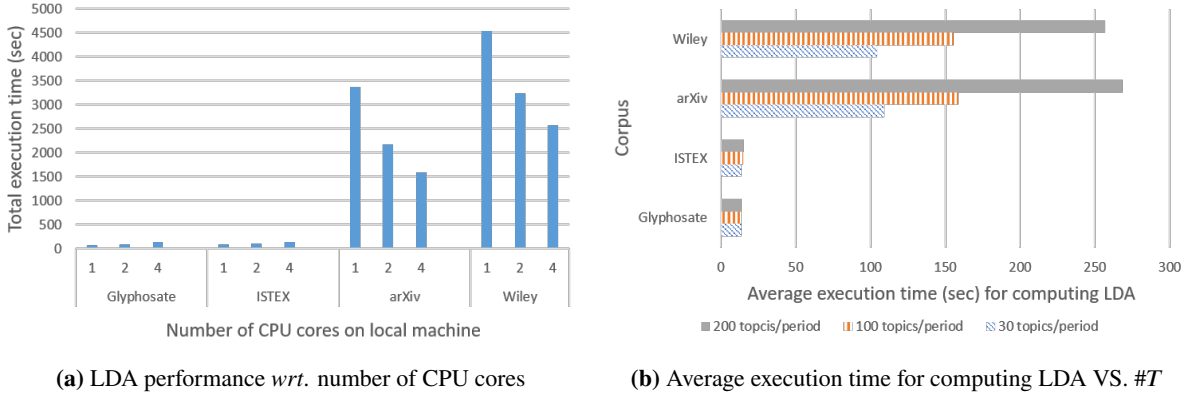 5000
4500
4000
3500
3000
2500
2000
1500
1000
500
0
Total execution time (sec)
1 2 4 1 2 4 1 2 4 1 2 4
Glyphosate ISTEX arXiv Wiley
Number of CPU cores on local machine
(a) LDA performance wrt. number of CPU cores
Corpus
Wiley
arXiv
ISTEX
Glyphosate
0 50 100 150 200 250 300
Average execution time (sec) for computing LDA
200 topcis/period 100 topics/period 30 topics/period
(b) Average execution time for computing LDA VS. #T